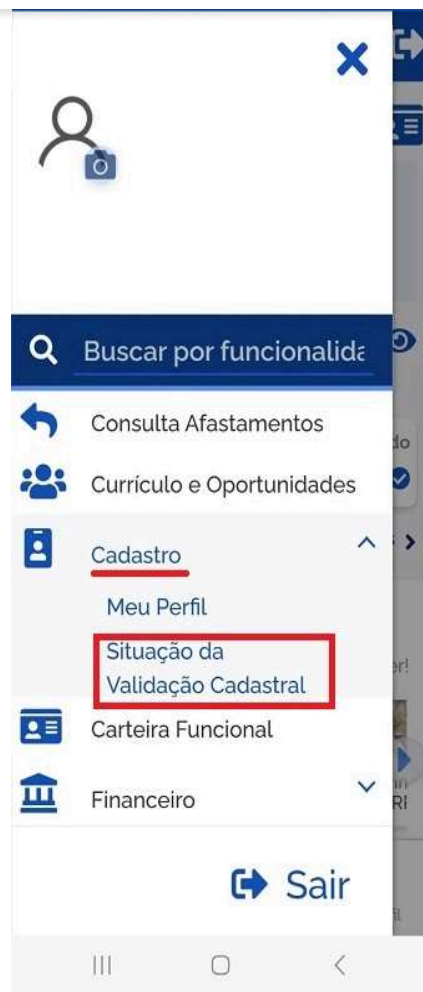 Buscar por funcionalida
Consulta Afastamentos
Currículo e Oportunidades
Cadastro
Meu Perfil
Situação da
Validação Cadastral
Carteira Funcional
Financeiro
Sair